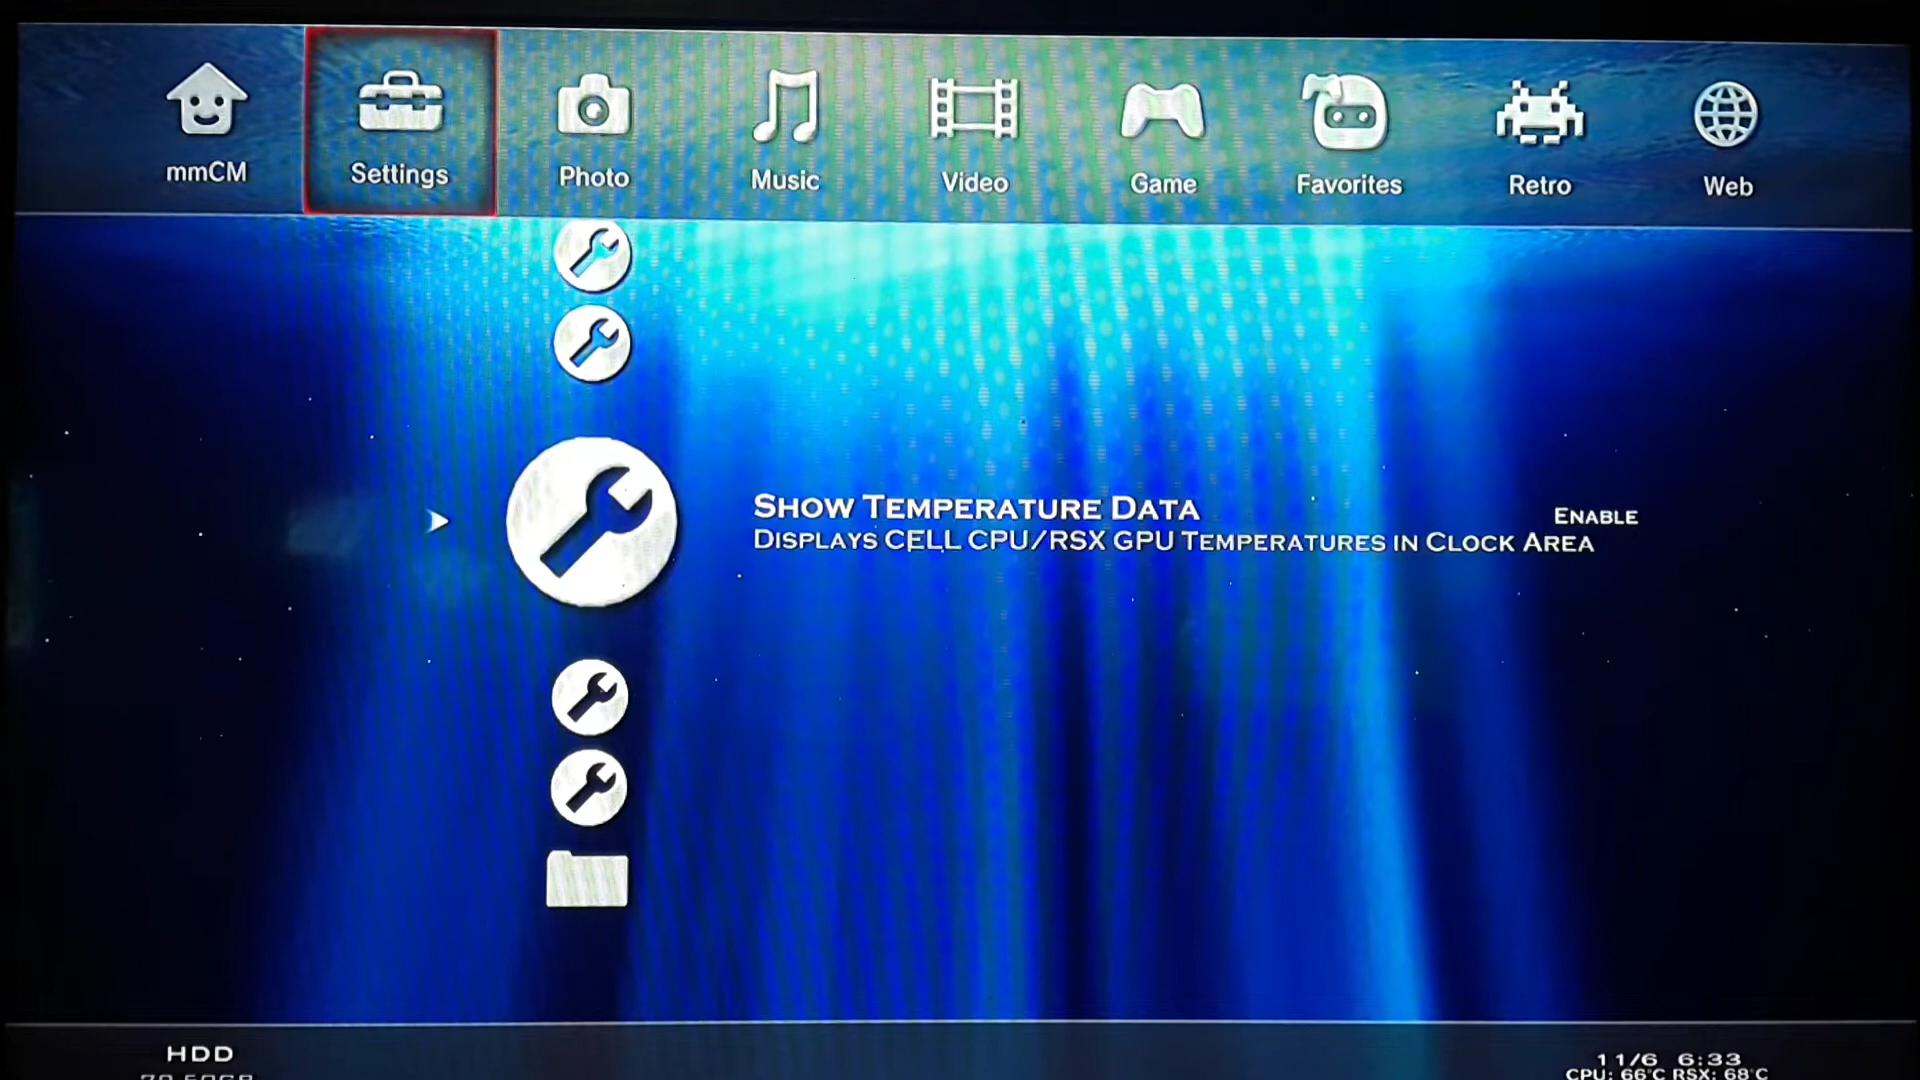 mmCM
Settings
Photo
Music
Video
Game
Favorites
Retro
Web
SHOW TEMPERATURE DATA
ENABLE
DISPLAYS CELL CPU/RSX GPU TEMPERATURES IN CLOCK AREA
HDD
11/6 6:33
CPU: 66°C RSX: 68°C